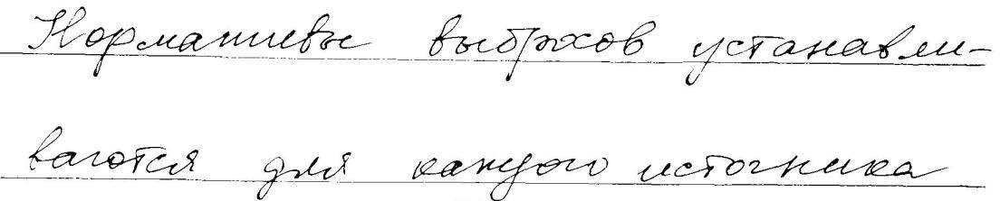 Нормативы выбросов устанавли-
ваются для каждого источника